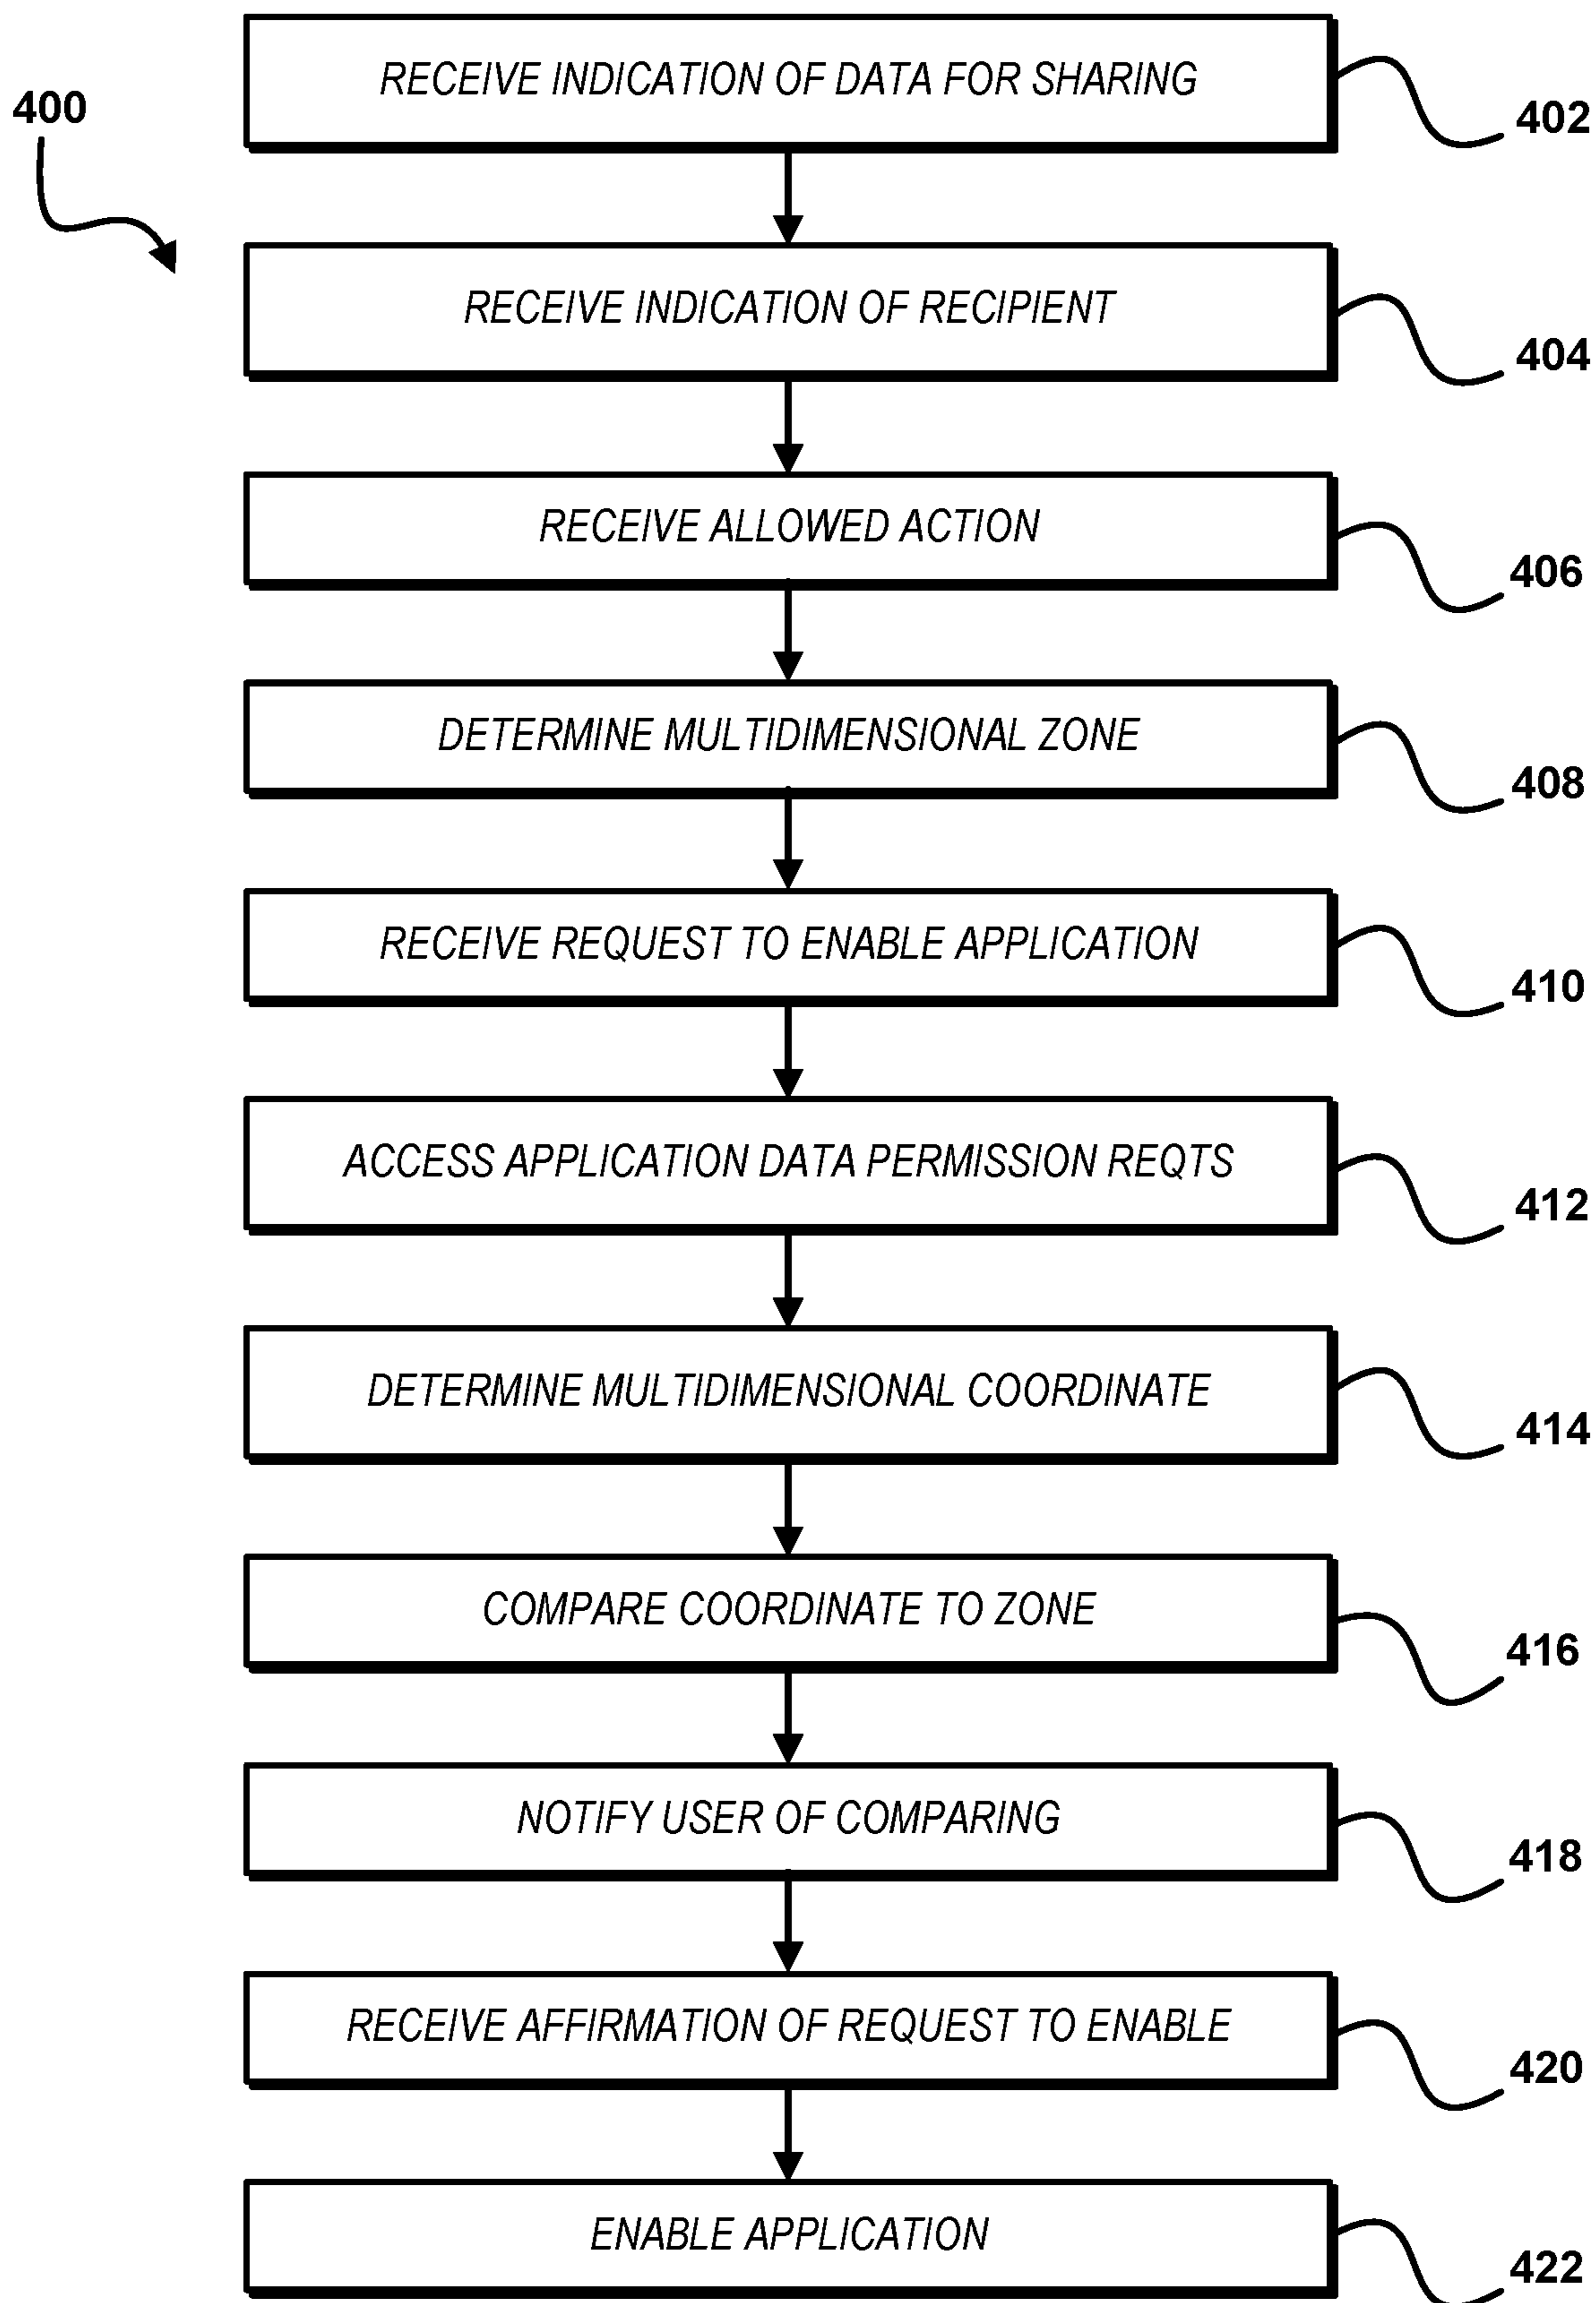 RECEIVE INDICATION OF DATA FOR SHARING
402
400
RECEIVE INDICATION OF RECIPIENT
404
RECEIVE ALLOWED ACTION
406
DETERMINE MULTIDIMENSIONAL ZONE
408
RECEIVE REQUEST TO ENABLE APPLICATION
410
ACCESS APPLICATION DATA PERMISSION REQTS
412
DETERMINE MULTIDIMENSIONAL COORDINATE
414
COMPARE COORDINATE TO ZONE
416
NOTIFY USER OF COMPARING
418
RECEIVE AFFIRMATION OF REQUEST TO ENABLE
420
ENABLE APPLICATION
422